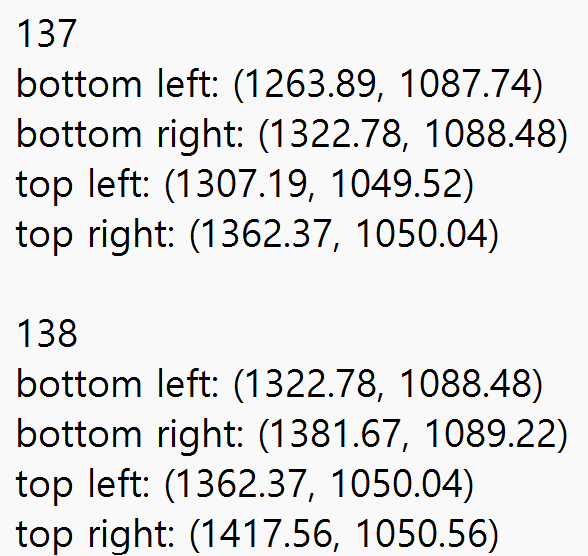 137
bottom left: (1263.89, 1087.74)
bottom right: (1322.78, 1088.48)
top left: (1307.19, 1049.52)
top right: (1362.37, 1050.04)
138
bottom left: (1322.78, 1088.48)
bottom right: (1381.67, 1089.22)
top left: (1362.37, 1050.04)
top right: (1417.56, 1050.56)